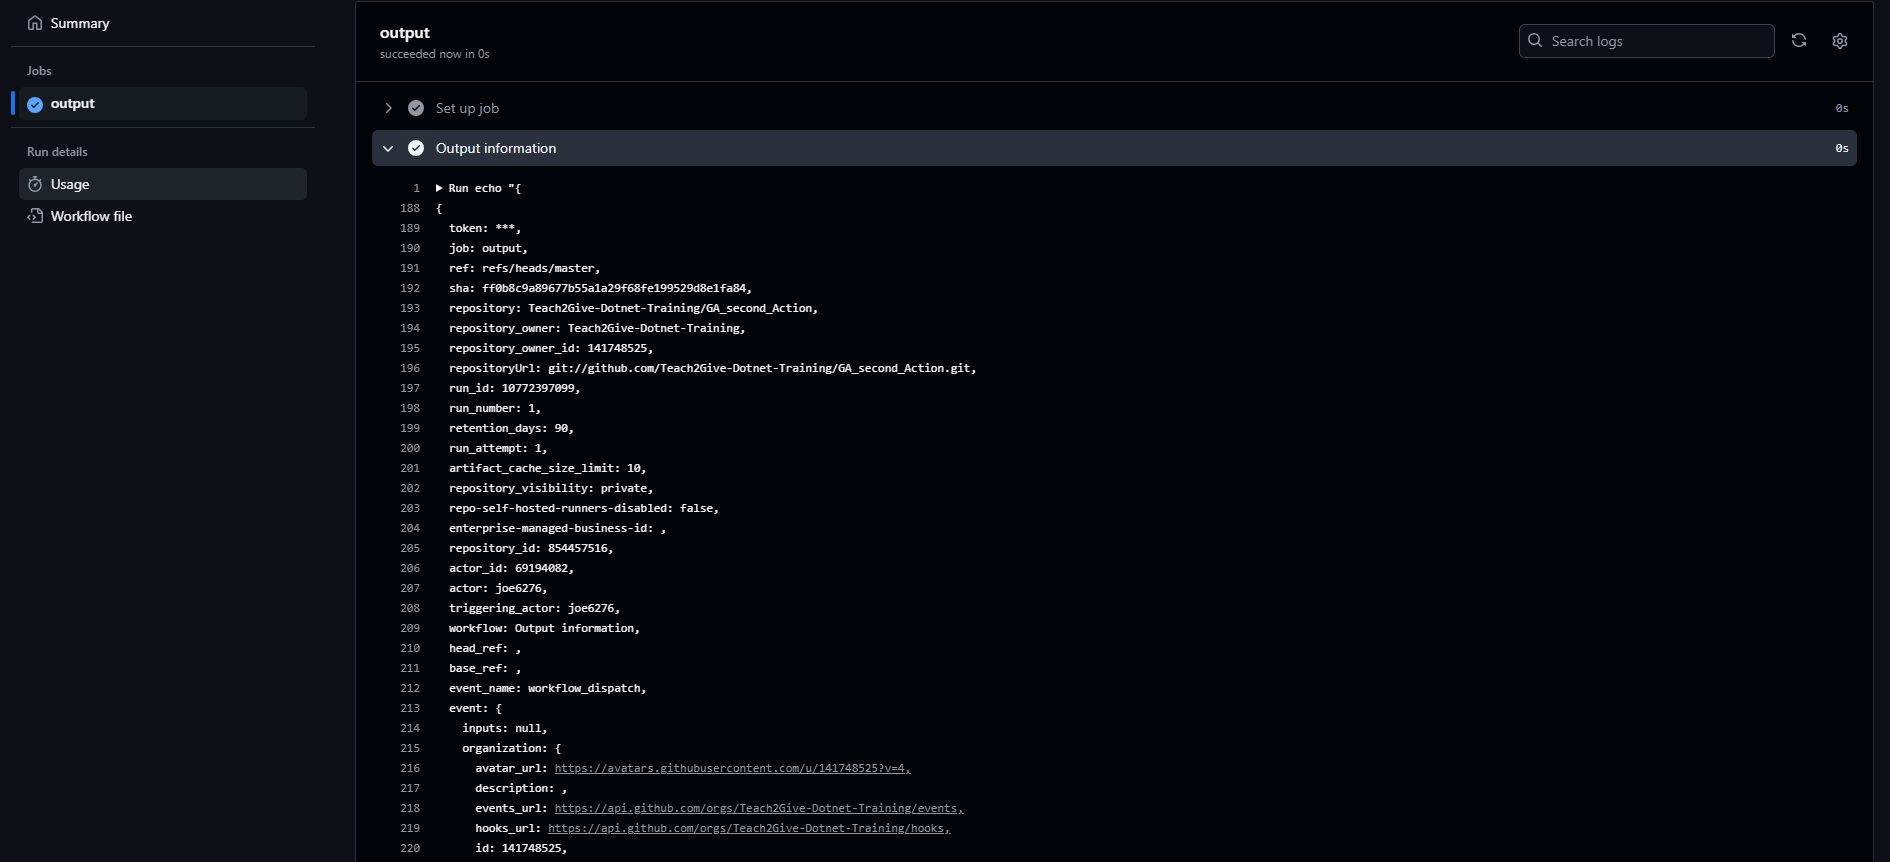 Summary
Jobs
output
Run details
Usage
Workflow file
output
succeeded now in 0s
Search logs
Set up job 0s
Output information 0s
1 Run echo "{
188 {
189 token: ***,
190 job: output,
191 ref: refs/heads/master,
192 sha: ff0b8c9a89677b55a1a29f68fe199529d8e1fa84,
193 repository: Teach2Give-Dotnet-Training/GA_second_Action,
194 repository_owner: Teach2Give-Dotnet-Training,
195 repository_owner_id: 141748525,
196 repositoryUrl: git://github.com/Teach2Give-Dotnet-Training/GA_second_Action.git,
197 run_id: 10772397099,
198 run_number: 1,
199 retention_days: 90,
200 run_attempt: 1,
201 artifact_cache_size_limit: 10,
202 repository_visibility: private,
203 repo-self-hosted-runners-disabled: false,
204 enterprise-managed-business-id: ,
205 repository_id: 854457516,
206 actor_id: 69194082,
207 actor: joe6276,
208 triggering_actor: joe6276,
209 workflow: Output information,
210 head_ref: ,
211 base_ref: ,
212 event_name: workflow_dispatch,
213 event: {
214 inputs: null,
215 organization: {
216 avatar_url: https://avatars.githubusercontent.com/u/141748525?v=4,
217 description: ,
218 events_url: https://api.github.com/orgs/Teach2Give-Dotnet-Training/events,
219 hooks_url: https://api.github.com/orgs/Teach2Give-Dotnet-Training/hooks,
220 id: 141748525,